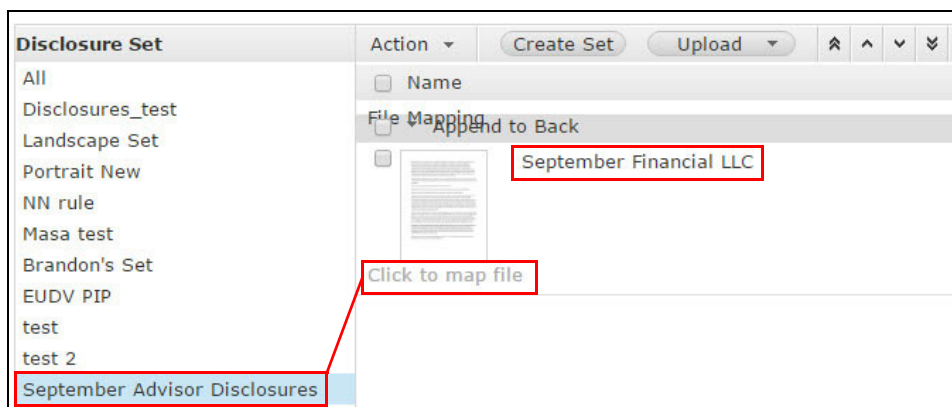 Disclosure Set
Action
Create Set
Upload
All
Name
Disclosures_test
File Mapping
Append to Back
Landscape Set
September Financial LLC
Portrait New
NN rule
Masa test
Brandon's Set
Click to map file
EUDV PIP
test
test 2
September Advisor Disclosures